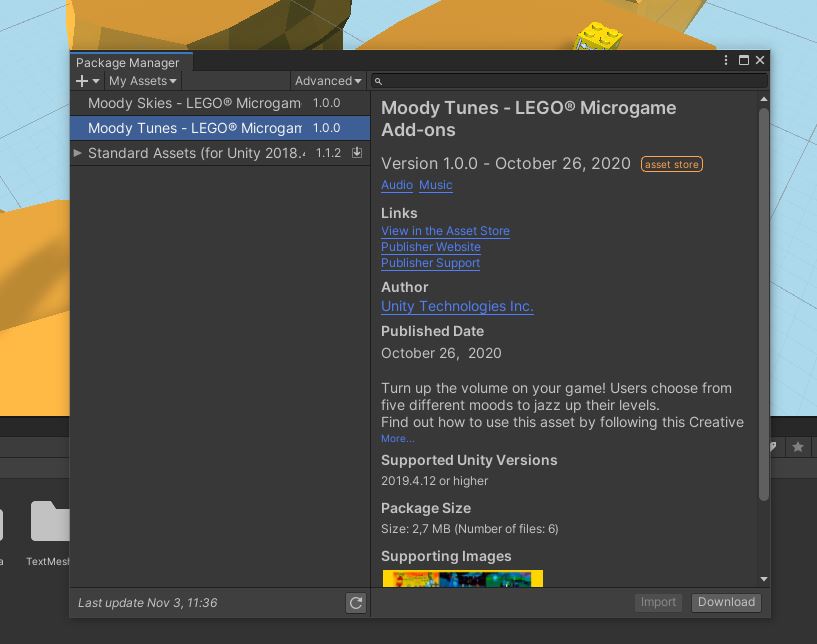 Package Manager
My Assets
Advanced
Moody Skies - LEGO® Microgam
1.0.0
Moody Tunes - LEGO® Microgam
1.0.0
Standard Assets (for Unity 2018.4
1.1.2
Moody Tunes - LEGO® Microgame
Add-ons
Version 1.0.0 - October 26, 2020 asset store
Audio Music
Links
View in the Asset Store
Publisher Website
Publisher Support
Author
Unity Technologies Inc.
Published Date
October 26, 2020
Turn up the volume on your game! Users choose from
five different moods to jazz up their levels.
Find out how to use this asset by following this Creative
More...
Supported Unity Versions
2019.4.12 or higher
Package Size
Size: 2,7 MB (Number of files: 6)
Supporting Images
Last update Nov 3, 11:36
Import Download
a
TextMesh